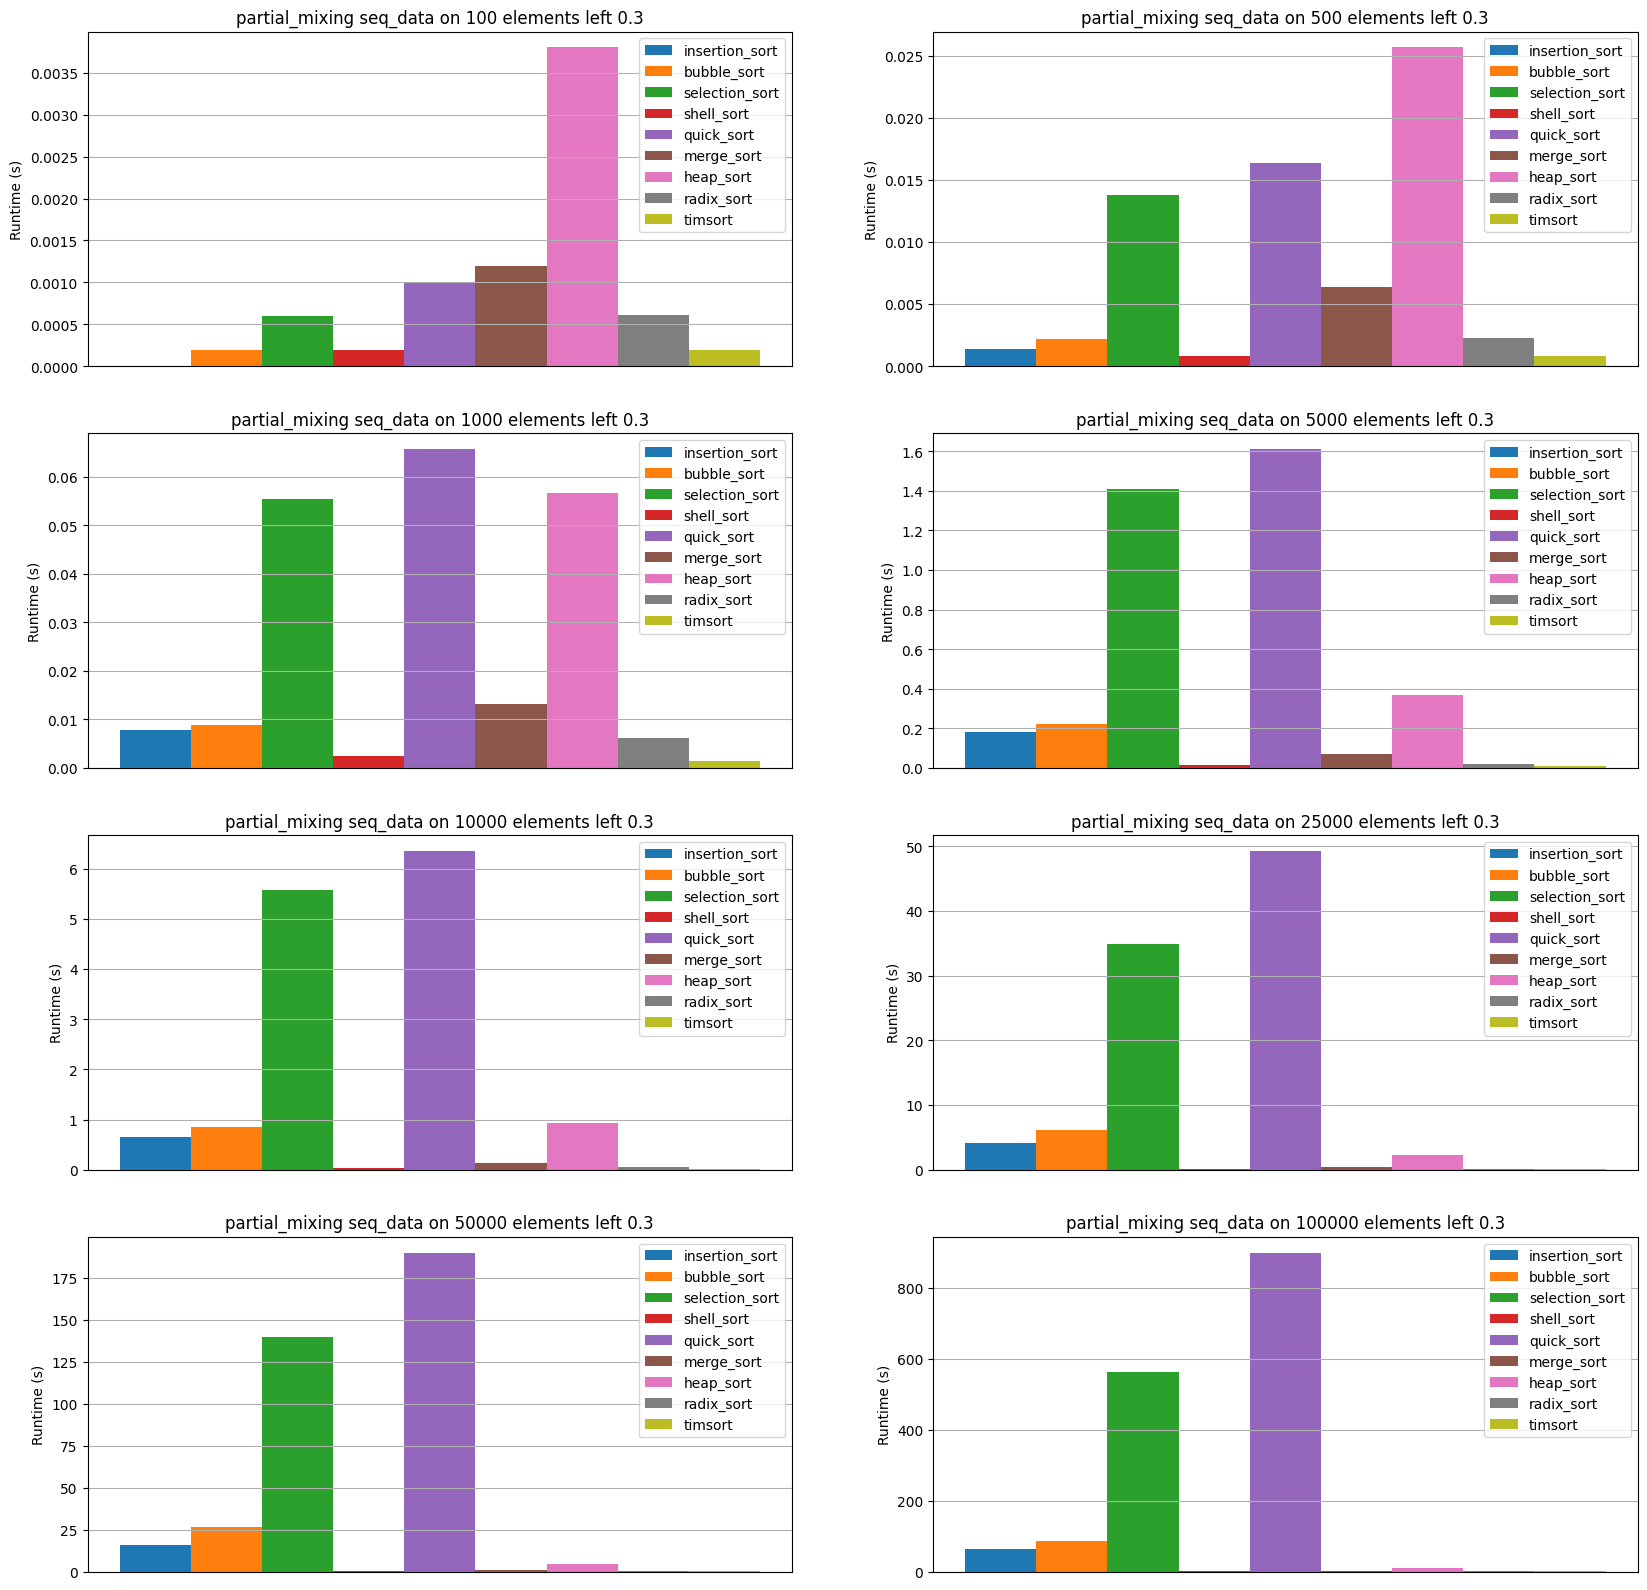 partial_mixing seq_data on 100 elements left 0.3
Runtime (s)
0.0035
0.0030
0.0025
0.0020
0.0015
0.0010
0.0005
0.0000
insertion_sort
bubble_sort
selection_sort
shell_sort
quick_sort
merge_sort
heap_sort
radix_sort
timsort
partial_mixing seq_data on 500 elements left 0.3
Runtime (s)
0.025
0.020
0.015
0.010
0.005
0.000
insertion_sort
bubble_sort
selection_sort
shell_sort
quick_sort
merge_sort
heap_sort
radix_sort
timsort
partial_mixing seq_data on 1000 elements left 0.3
Runtime (s)
0.06
0.05
0.04
0.03
0.02
0.01
0.00
insertion_sort
bubble_sort
selection_sort
shell_sort
quick_sort
merge_sort
heap_sort
radix_sort
timsort
partial_mixing seq_data on 5000 elements left 0.3
Runtime (s)
1.6
1.4
1.2
1.0
0.8
0.6
0.4
0.2
0.0
insertion_sort
bubble_sort
selection_sort
shell_sort
quick_sort
merge_sort
heap_sort
radix_sort
timsort
partial_mixing seq_data on 10000 elements left 0.3
Runtime (s)
6
5
4
3
2
1
0
insertion_sort
bubble_sort
selection_sort
shell_sort
quick_sort
merge_sort
heap_sort
radix_sort
timsort
partial_mixing seq_data on 25000 elements left 0.3
Runtime (s)
50
40
30
20
10
0
insertion_sort
bubble_sort
selection_sort
shell_sort
quick_sort
merge_sort
heap_sort
radix_sort
timsort
partial_mixing seq_data on 50000 elements left 0.3
Runtime (s)
175
150
125
100
75
50
25
0
insertion_sort
bubble_sort
selection_sort
shell_sort
quick_sort
merge_sort
heap_sort
radix_sort
timsort
partial_mixing seq_data on 100000 elements left 0.3
Runtime (s)
800
600
400
200
0
insertion_sort
bubble_sort
selection_sort
shell_sort
quick_sort
merge_sort
heap_sort
radix_sort
timsort